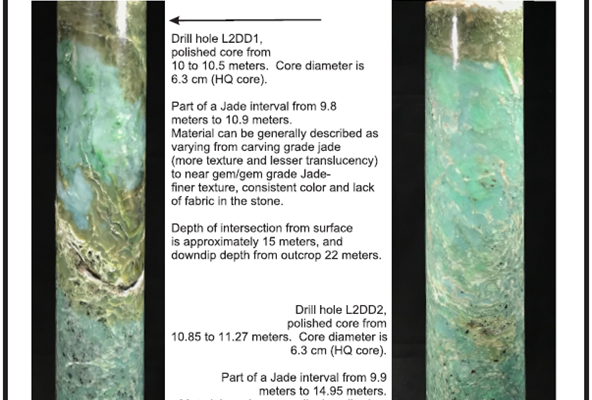 Drill hole L2DD1,
polished core from
10 to 10.5 meters. Core diameter is
6.3 cm (HQ core).
Part of a Jade interval from 9.8
meters to 10.9 meters.
Material can be generally described as
varying from carving grade jade
(more texture and lesser translucency)
to near gem/gem grade Jade-
finer texture, consistent color and lack
of fabric in the stone.
Depth of intersection from surface
is approximately 15 meters, and
downdip depth from outcrop 22 meters.
Drill hole L2DD2,
polished core from
10.85 to 11.27 meters. Core diameter is
6.3 cm (HQ core).
Part of a Jade interval from 9.9
meters to 14.95 meters.